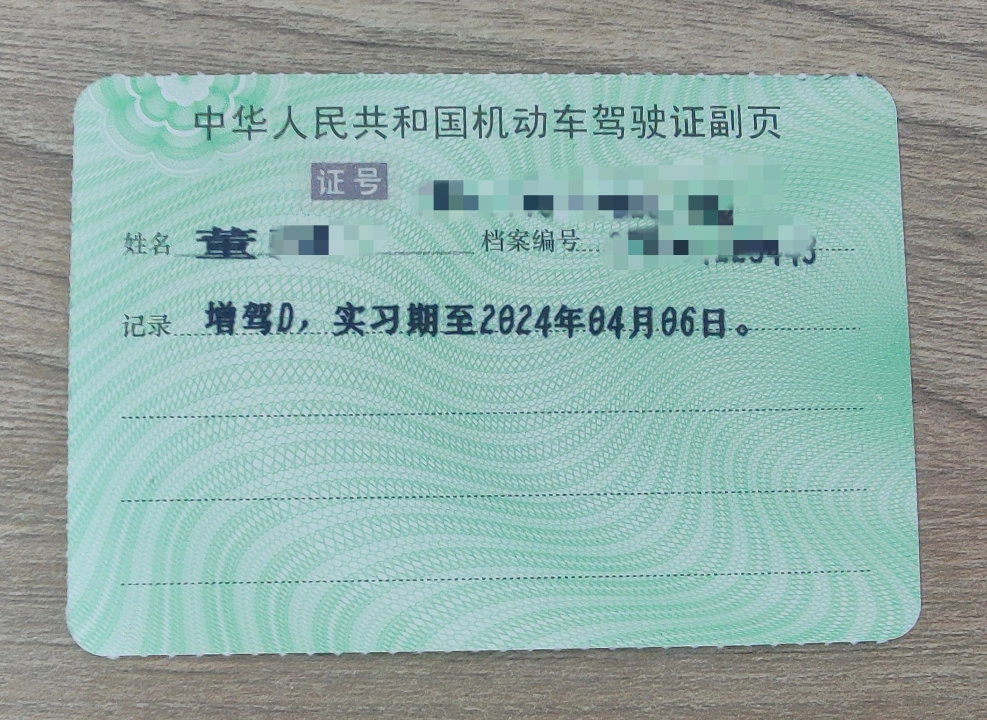 中华人民共和国机动车驾驶证副页
证号
姓名 董 档案编号
记录 增驾D，实习期至2024年04月06日。